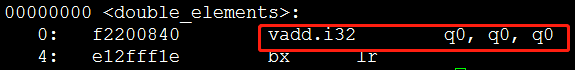 00000000 <double_elements>:
0: f2200840 vadd.i32 q0, q0, q0
4: e12fff1e bx lr